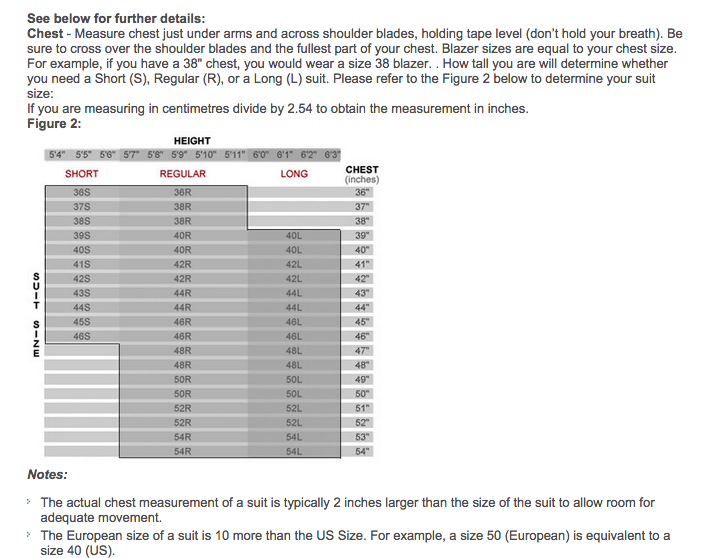 See below for further details:
Chest - Measure chest just under arms and across shoulder blades, holding tape level (don't hold your breath). Be
sure to cross over the shoulder blades and the fullest part of your chest. Blazer sizes are equal to your chest size.
For example, if you have a 38" chest, you would wear a size 38 blazer. . How tall you are will determine whether
you need a Short (S), Regular (R), or a Long (L) suit. Please refer to the Figure 2 below to determine your suit
size:
If you are measuring in centimetres divide by 2.54 to obtain the measurement in inches.
Figure 2:
HEIGHT
5'4" 5'5" 5'6" 5'7" 5'8" 5'9" 5'10" 5'11" 6'0" 6'1" 6'2" 6'3"
SHORT REGULAR LONG CHEST
(inches)
36S 36R 36"
37S 38R 37"
38S 38R 38"
39S 40R 40L 39"
40S 40R 40L 40"
41S 42R 42L 41"
42S 42R 42L 42"
43S 44R 44L 43"
44S 44R 44L 44"
45S 46R 46L 45"
46S 46R 46L 46"
48R 48L 47"
48R 48L 48"
50R 50L 49"
50R 50L 50"
52R 52L 51"
52R 52L 52"
54R 54L 53"
54R 54L 54"
SUIT SIZE
Notes:
The actual chest measurement of a suit is typically 2 inches larger than the size of the suit to allow room for
adequate movement.
The European size of a suit is 10 more than the US Size. For example, a size 50 (European) is equivalent to a
size 40 (US).